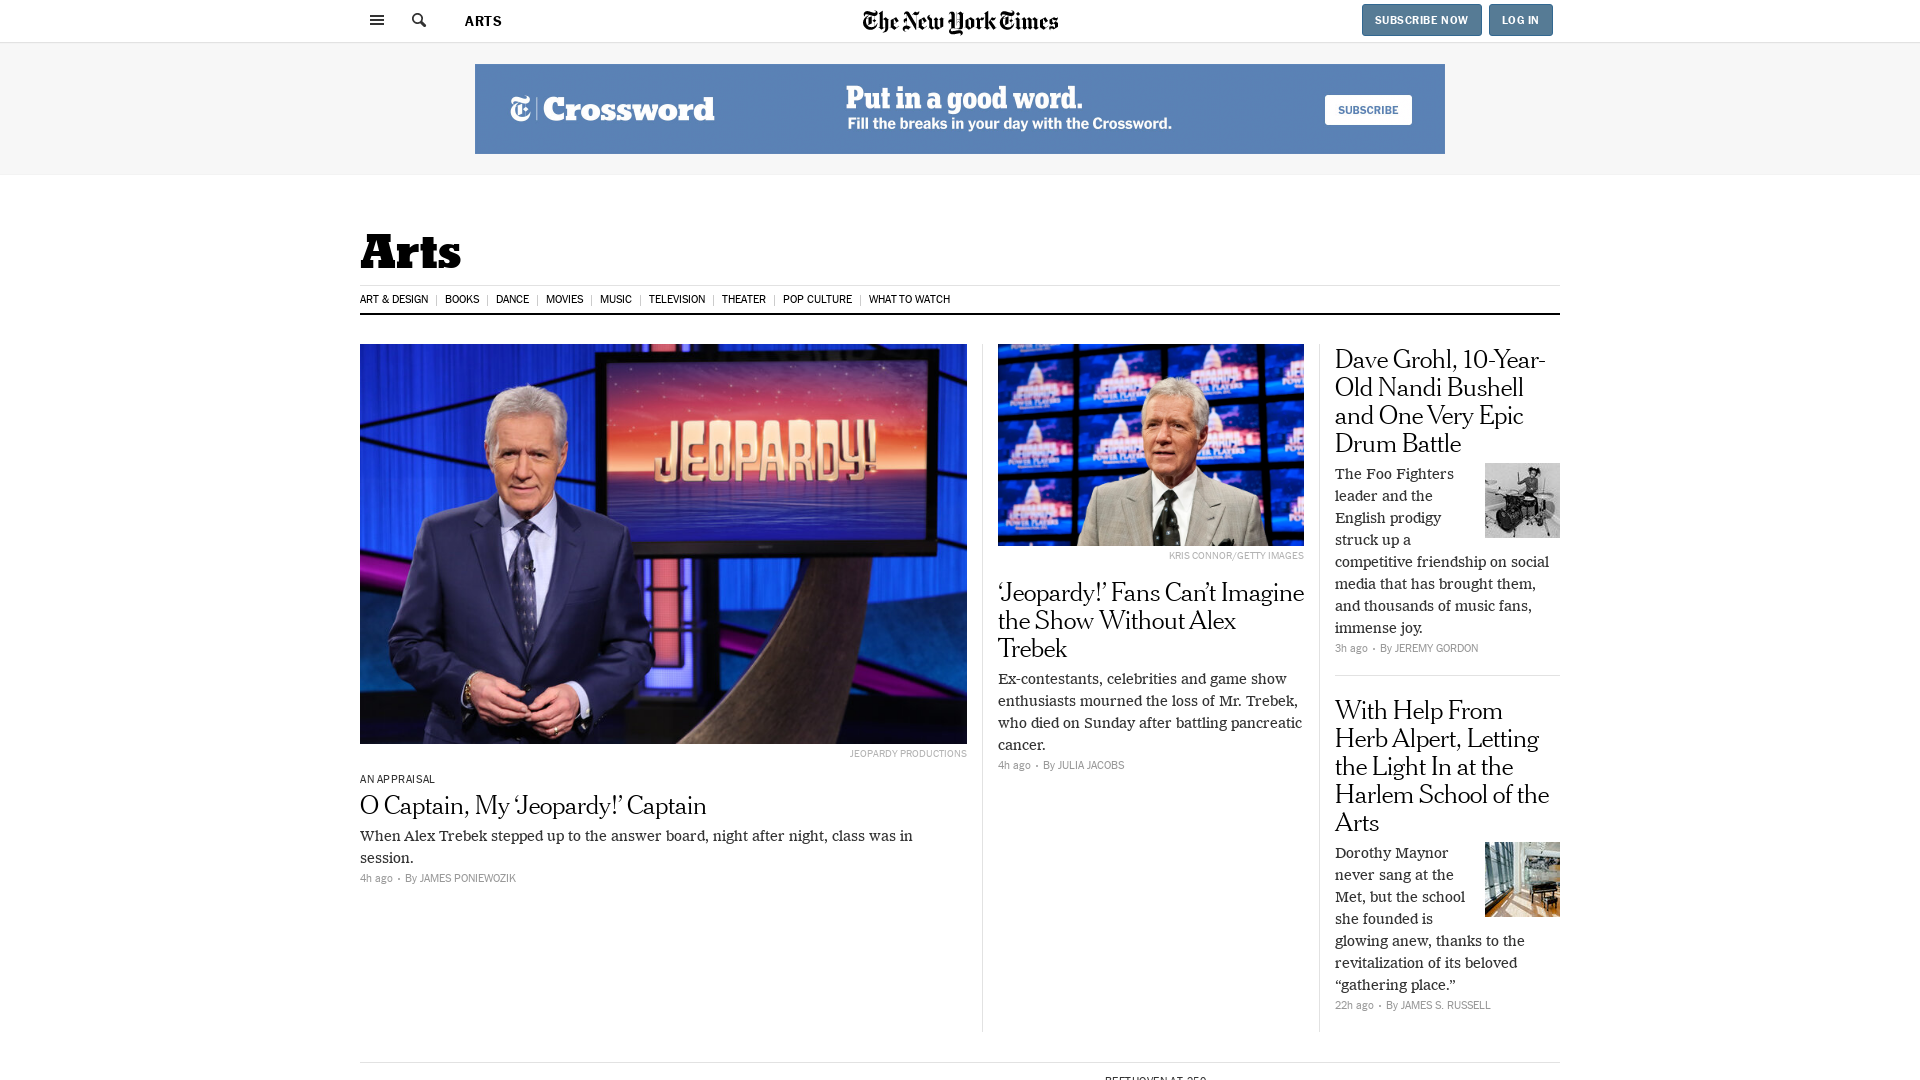 ARTS
The New York Times
SUBSCRIBE NOW
LOG IN
T Crossword
Put in a good word.
Fill the breaks in your day with the Crossword.
SUBSCRIBE
Arts
ART & DESIGN
BOOKS
DANCE
MOVIES
MUSIC
TELEVISION
THEATER
POP CULTURE
WHAT TO WATCH
JEOPARDY!
JEOPARDY PRODUCTIONS
AN APPRAISAL
O Captain, My ‘Jeopardy!’ Captain
When Alex Trebek stepped up to the answer board, night after night, class was in
session.
4h ago • By JAMES PONIEWOZIK
KRIS CONNOR/GETTY IMAGES
‘Jeopardy!’ Fans Can’t Imagine
the Show Without Alex
Trebek
Ex-contestants, celebrities and game show
enthusiasts mourned the loss of Mr. Trebek,
who died on Sunday after battling pancreatic
cancer.
4h ago • By JULIA JACOBS
Dave Grohl, 10-Year-
Old Nandi Bushell
and One Very Epic
Drum Battle
The Foo Fighters
leader and the
English prodigy
struck up a
competitive friendship on social
media that has brought them,
and thousands of music fans,
immense joy.
3h ago • By JEREMY GORDON
With Help From
Herb Alpert, Letting
the Light In at the
Harlem School of the
Arts
Dorothy Maynor
never sang at the
Met, but the school
she founded is
glowing anew, thanks to the
revitalization of its beloved
“gathering place.”
22h ago • By JAMES S. RUSSELL
BEETHOVEN AT 250